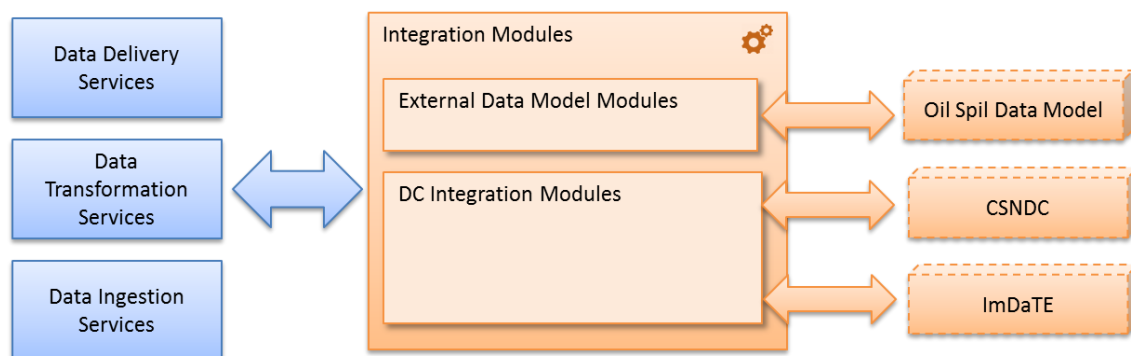 Data Delivery
Services
Data
Transformation
Services
Data Ingestion
Services
Integration Modules
External Data Model Modules
DC Integration Modules
Oil Spil Data Model
CSNDC
ImDaTE